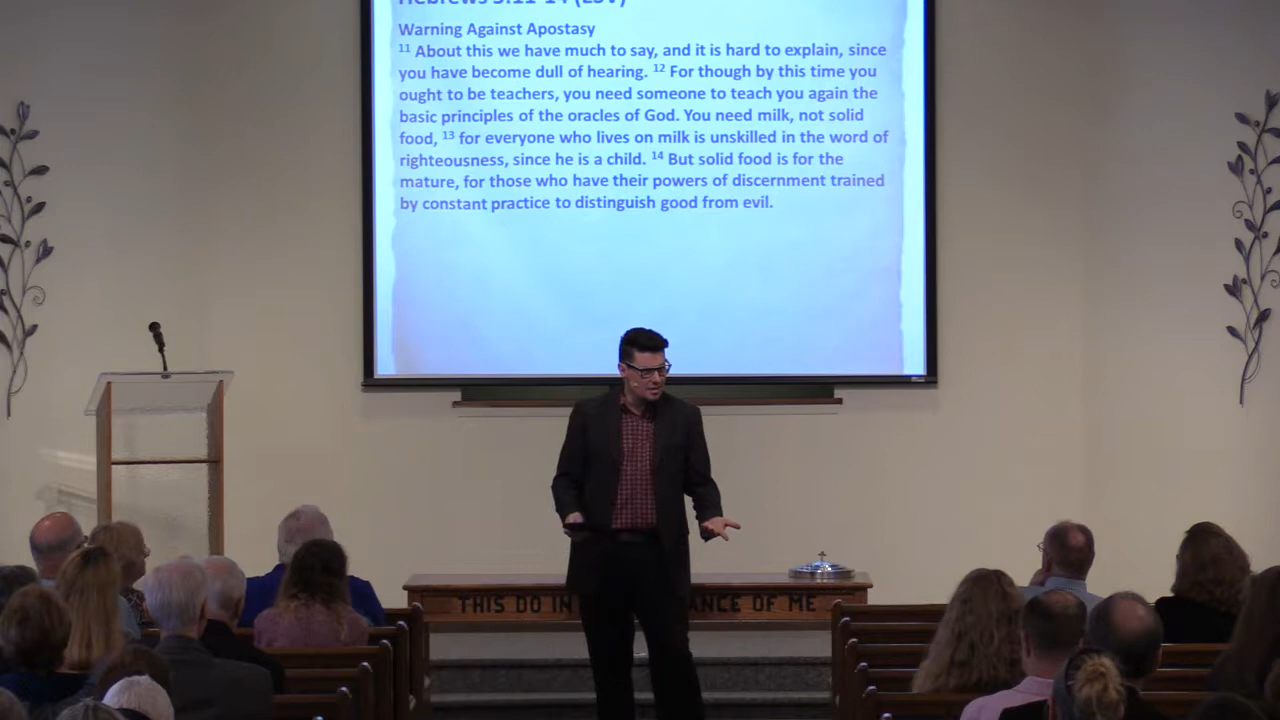 Hebrews 5:11-14 (ESV)
Warning Against Apostasy
11 About this we have much to say, and it is hard to explain, since
you have become dull of hearing. 12 For though by this time you
ought to be teachers, you need someone to teach you again the
basic principles of the oracles of God. You need milk, not solid
food, 13 for everyone who lives on milk is unskilled in the word of
righteousness, since he is a child. 14 But solid food is for the
mature, for those who have their powers of discernment trained
by constant practice to distinguish good from evil.
THIS DO IN ANCE OF ME